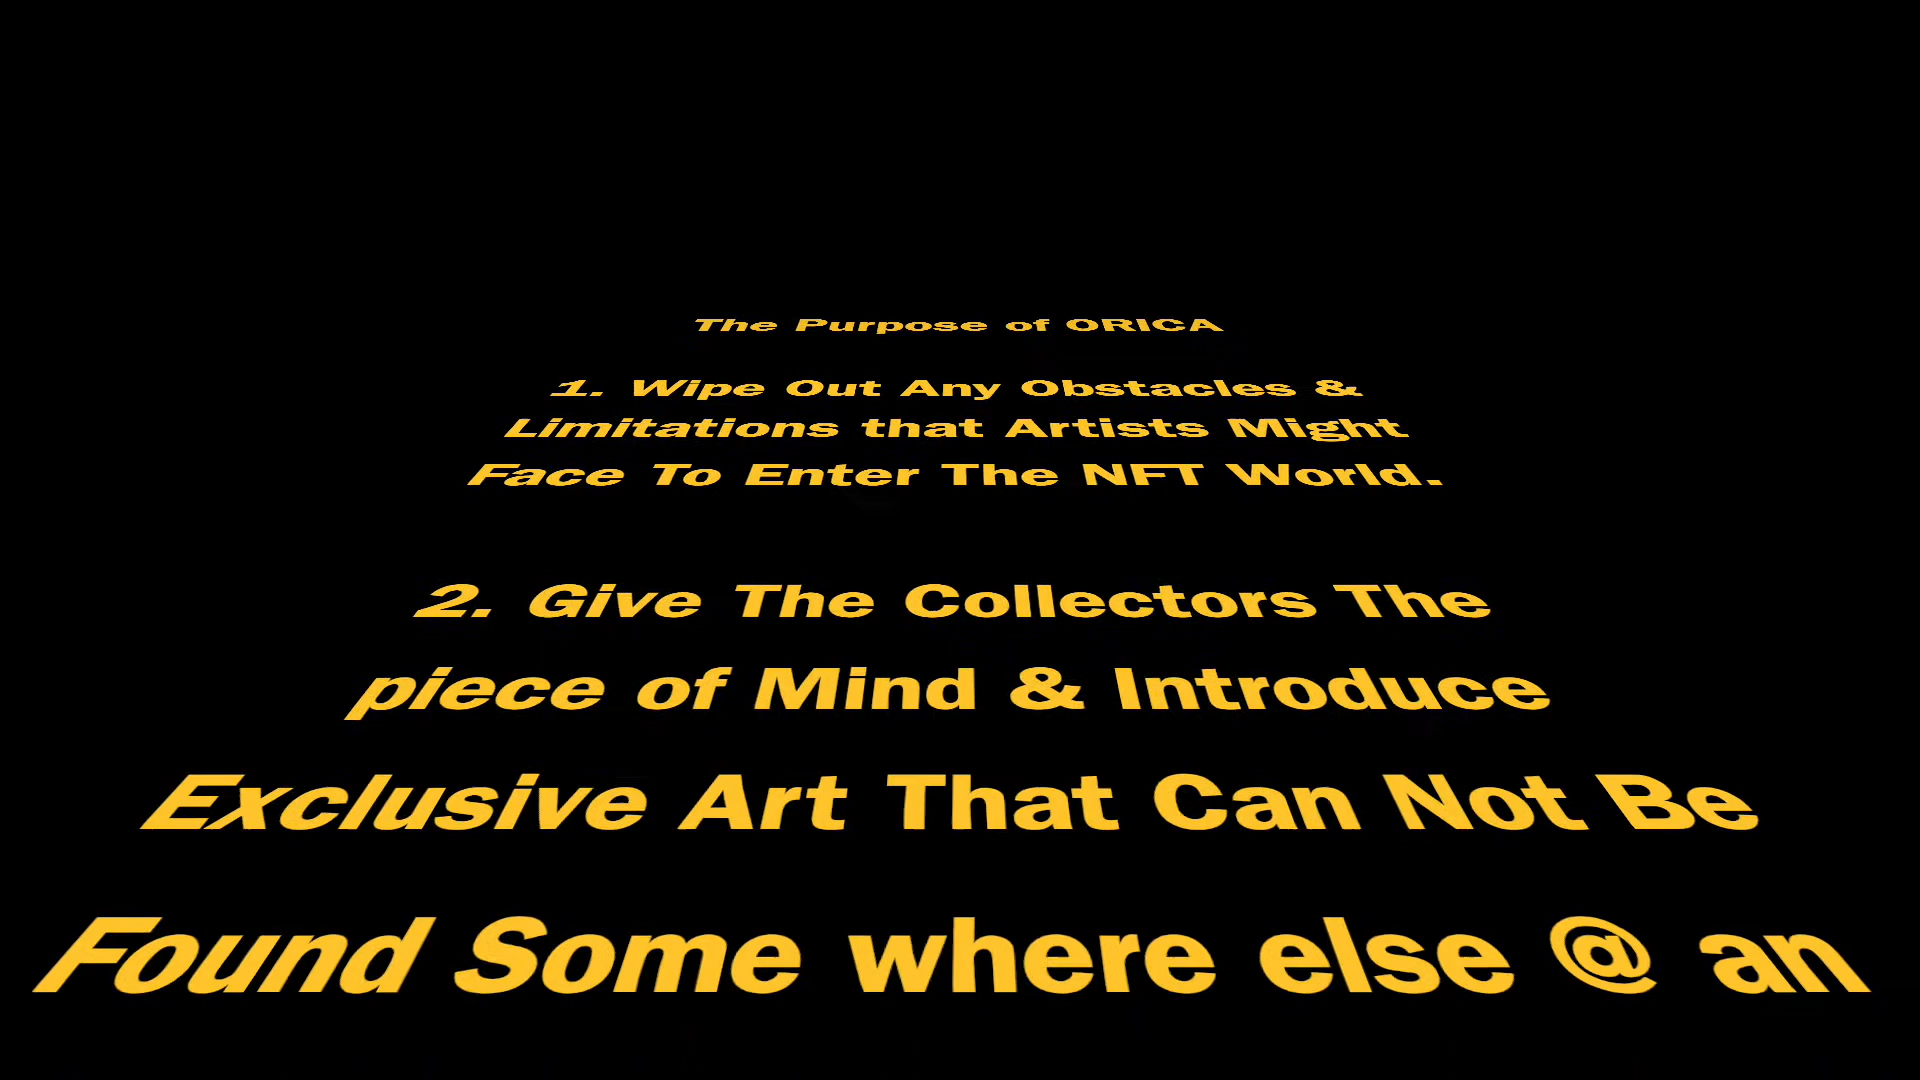 The Purpose of ORICA
1. Wipe Out Any Obstacles &
Limitations that Artists Might
Face To Enter The NFT World.
2. Give The Collectors The
piece of Mind & Introduce
Exclusive Art That Can Not Be
Found Some where else @ an